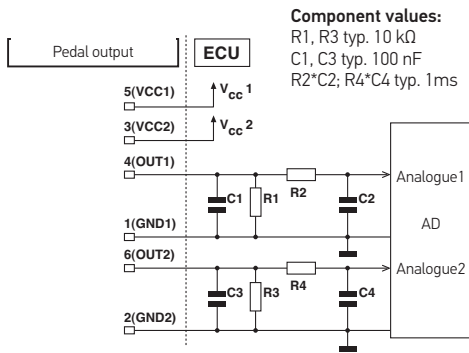 Component values:
R1, R3 typ. 10 kΩ
C1, C3 typ. 100 nF
R2*C2; R4*C4 typ. 1ms
Pedal output
ECU
5(VCC1)
Vcc 1
3(VCC2)
Vcc 2
4(OUT1)
Analogue1
C1
R1
R2
C2
AD
1(GND1)
6(OUT2)
Analogue2
C3
R3
R4
C4
2(GND2)